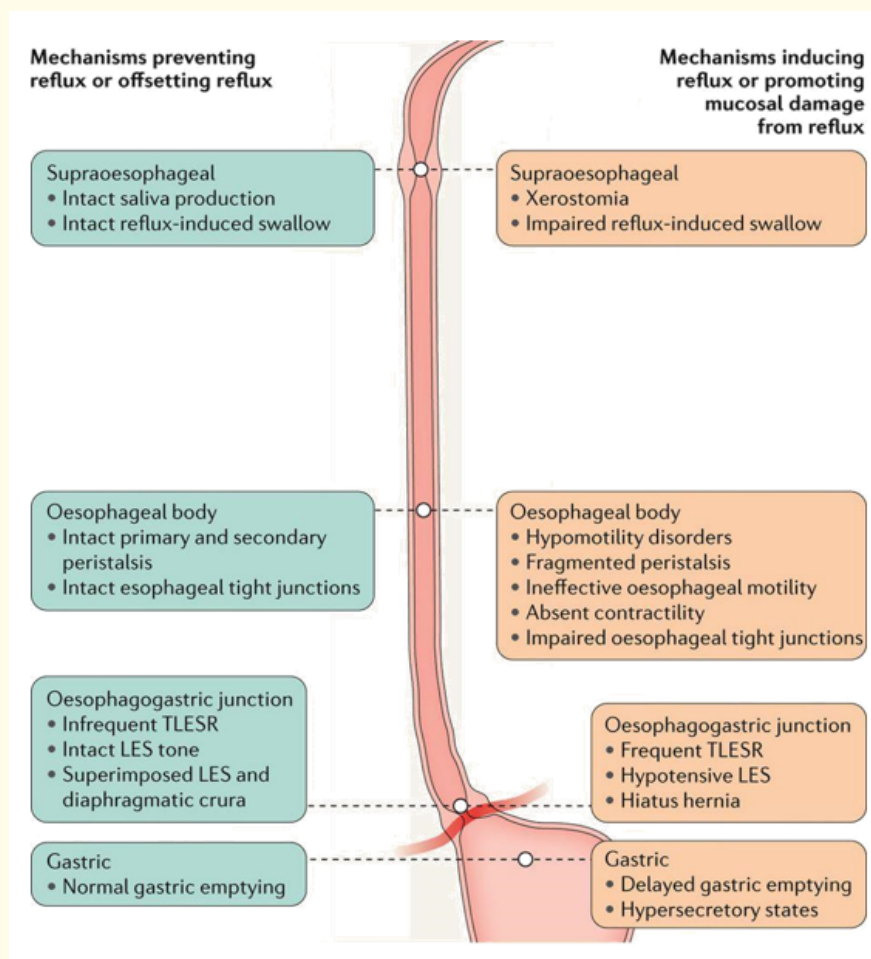 Mechanisms preventing
reflux or offsetting reflux
Mechanisms inducing
reflux or promoting
mucosal damage
from reflux
Supraoesophageal
• Intact saliva production
• Intact reflux-induced swallow
Supraoesophageal
• Xerostomia
• Impaired reflux-induced swallow
Oesophageal body
• Intact primary and secondary
peristalsis
• Intact esophageal tight junctions
Oesophageal body
• Hypomotility disorders
• Fragmented peristalsis
• Ineffective oesophageal motility
• Absent contractility
• Impaired oesophageal tight junctions
Oesophagogastric junction
• Infrequent TLESR
• Intact LES tone
• Superimposed LES and
diaphragmatic crura
Oesophagogastric junction
• Frequent TLESR
• Hypotensive LES
• Hiatus hernia
Gastric
• Normal gastric emptying
Gastric
• Delayed gastric emptying
• Hypersecretory states